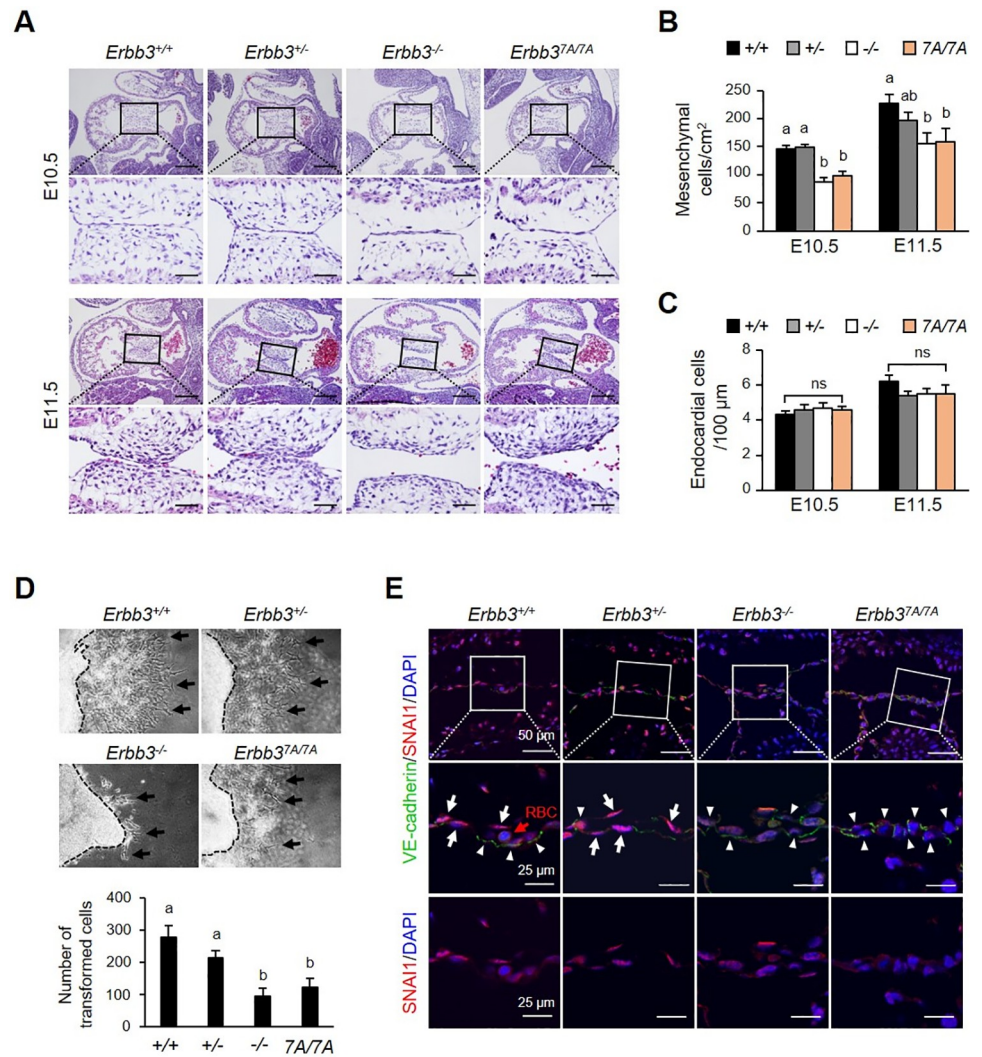 A
Erbb3+/+ Erbb3+/- Erbb3-/- Erbb37A/7A
E10.5
E11.5
B
+/+ +/- -/- 7A/7A
Mesenchymal
cells/cm2
250
200
150
100
50
0
a a b b
a ab b b
E10.5 E11.5
C
+/+ +/- -/- 7A/7A
Endocardial cells
/100 µm
8
6
4
2
0
ns ns
E10.5 E11.5
D
Erbb3+/+ Erbb3+/-
Erbb3-/- Erbb37A/7A
Number of
transformed cells
400
300
200
100
0
a a b b
+/+ +/- -/- 7A/7A
E
Erbb3+/+ Erbb3+/- Erbb3-/- Erbb37A/7A
VE-cadherin/SNAI1/DAPI
50 µm
RBC
25 µm
SNAI1/DAPI
25 µm